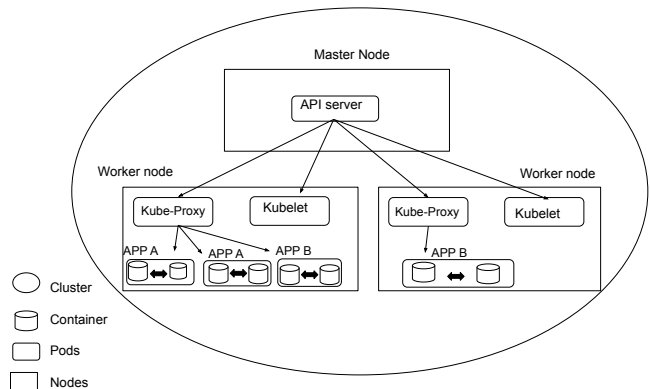 Master Node
API server
Worker node
Worker node
Kube-Proxy
Kubelet
Kube-Proxy
Kubelet
APP A
APP A
APP B
APP B
Cluster
Container
Pods
Nodes